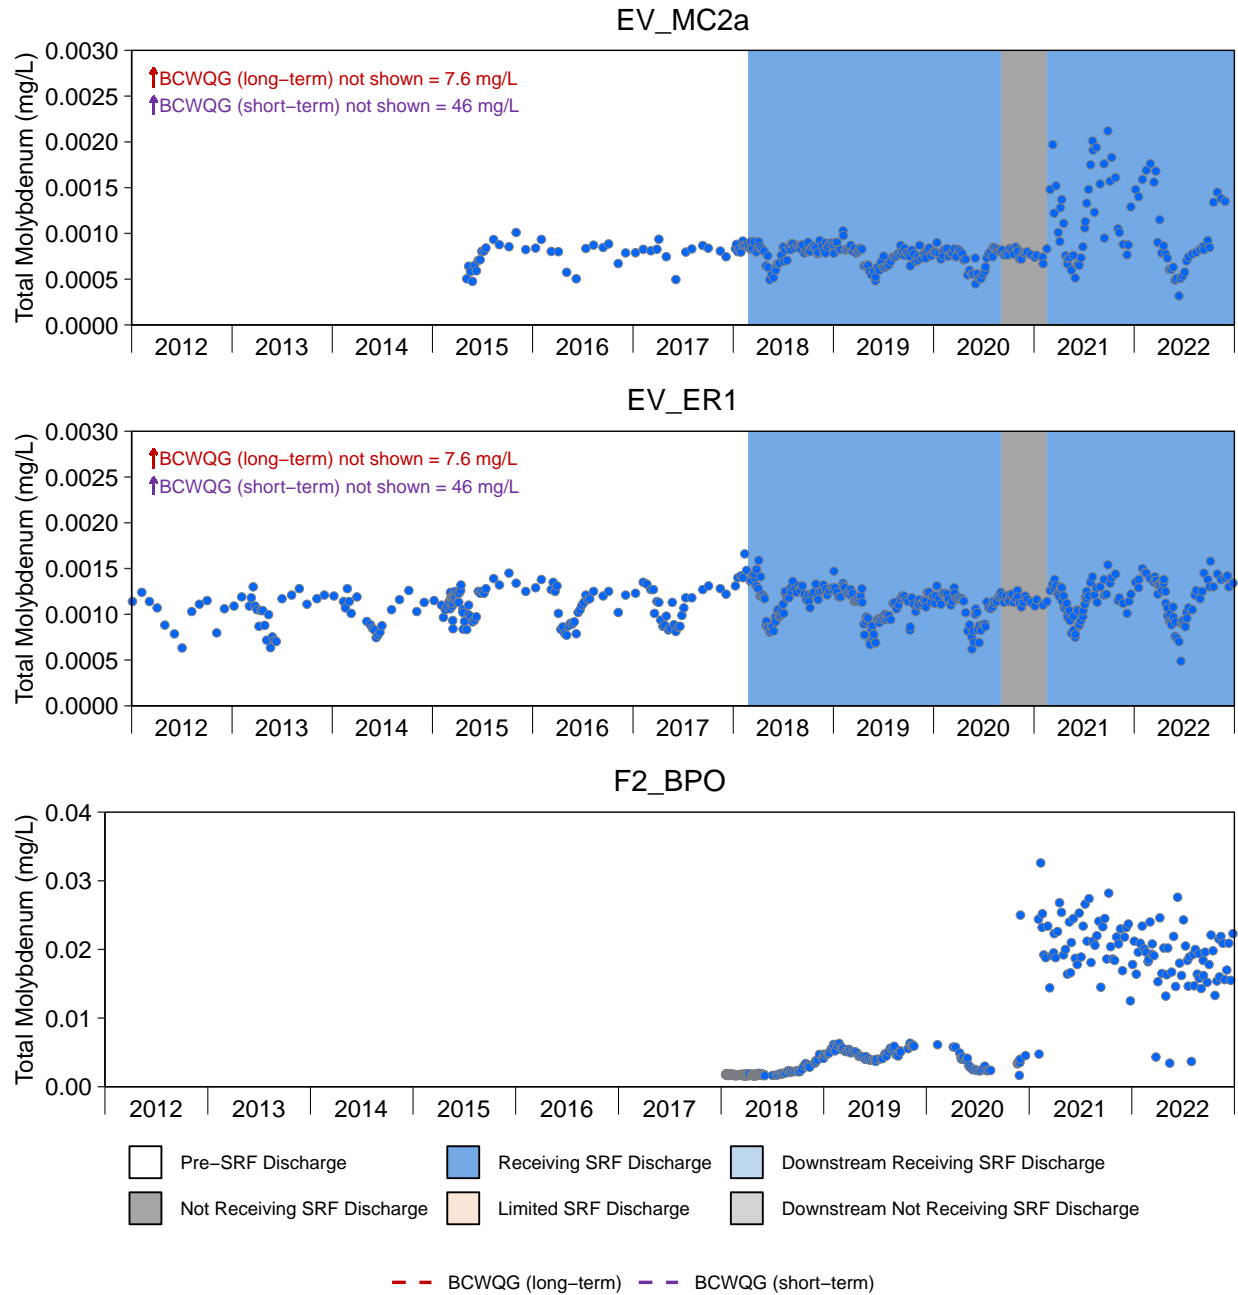 EV_MC2a
Total Molybdenum (mg/L)
0.0030
0.0025
0.0020
0.0015
0.0010
0.0005
0.0000
BCWQG (long−term) not shown = 7.6 mg/L
BCWQG (short−term) not shown = 46 mg/L
2012 2013 2014 2015 2016 2017 2018 2019 2020 2021 2022
EV_ER1
Total Molybdenum (mg/L)
0.0030
0.0025
0.0020
0.0015
0.0010
0.0005
0.0000
BCWQG (long−term) not shown = 7.6 mg/L
BCWQG (short−term) not shown = 46 mg/L
2012 2013 2014 2015 2016 2017 2018 2019 2020 2021 2022
F2_BPO
Total Molybdenum (mg/L)
0.04
0.03
0.02
0.01
0.00
2012 2013 2014 2015 2016 2017 2018 2019 2020 2021 2022
Pre−SRF Discharge Receiving SRF Discharge Downstream Receiving SRF Discharge
Not Receiving SRF Discharge Limited SRF Discharge Downstream Not Receiving SRF Discharge
BCWQG (long−term) BCWQG (short−term)